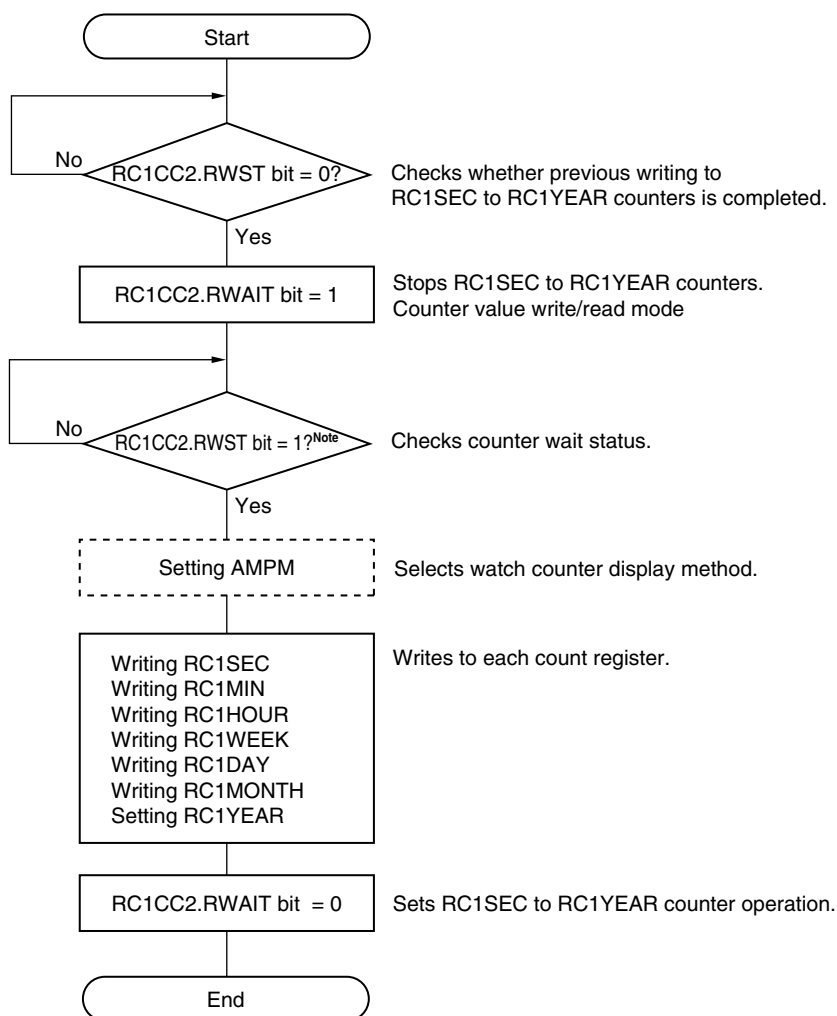 Start
No
RC1CC2.RWST bit = 0?
Checks whether previous writing to
RC1SEC to RC1YEAR counters is completed.
Yes
RC1CC2.RWAIT bit = 1
Stops RC1SEC to RC1YEAR counters.
Counter value write/read mode
No
RC1CC2.RWST bit = 1?Note
Checks counter wait status.
Yes
Setting AMPM
Selects watch counter display method.
Writing RC1SEC
Writes to each count register.
Writing RC1MIN
Writing RC1HOUR
Writing RC1WEEK
Writing RC1DAY
Writing RC1MONTH
Setting RC1YEAR
RC1CC2.RWAIT bit  = 0
Sets RC1SEC to RC1YEAR counter operation.
End